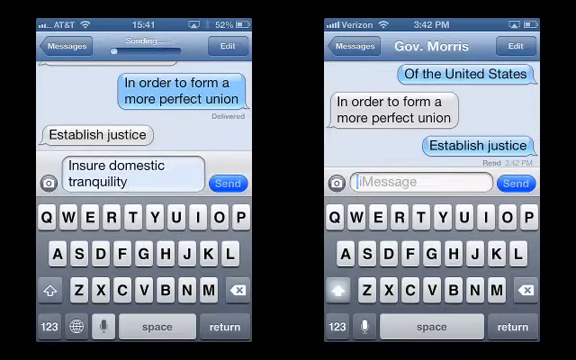 AT&T 15:41 52%
Messages Sending... Edit
In order to form a
more perfect union
Delivered
Establish justice
Insure domestic
tranquility
Send
Q W E R T Y U I O P
A S D F G H J K L
Z X C V B N M
123 space return
Verizon 3:42 PM
Messages Gov. Morris Edit
Of the United States
In order to form a
more perfect union
Establish justice
Read 3:42 PM
iMessage Send
Q W E R T Y U I O P
A S D F G H J K L
Z X C V B N M
123 space return